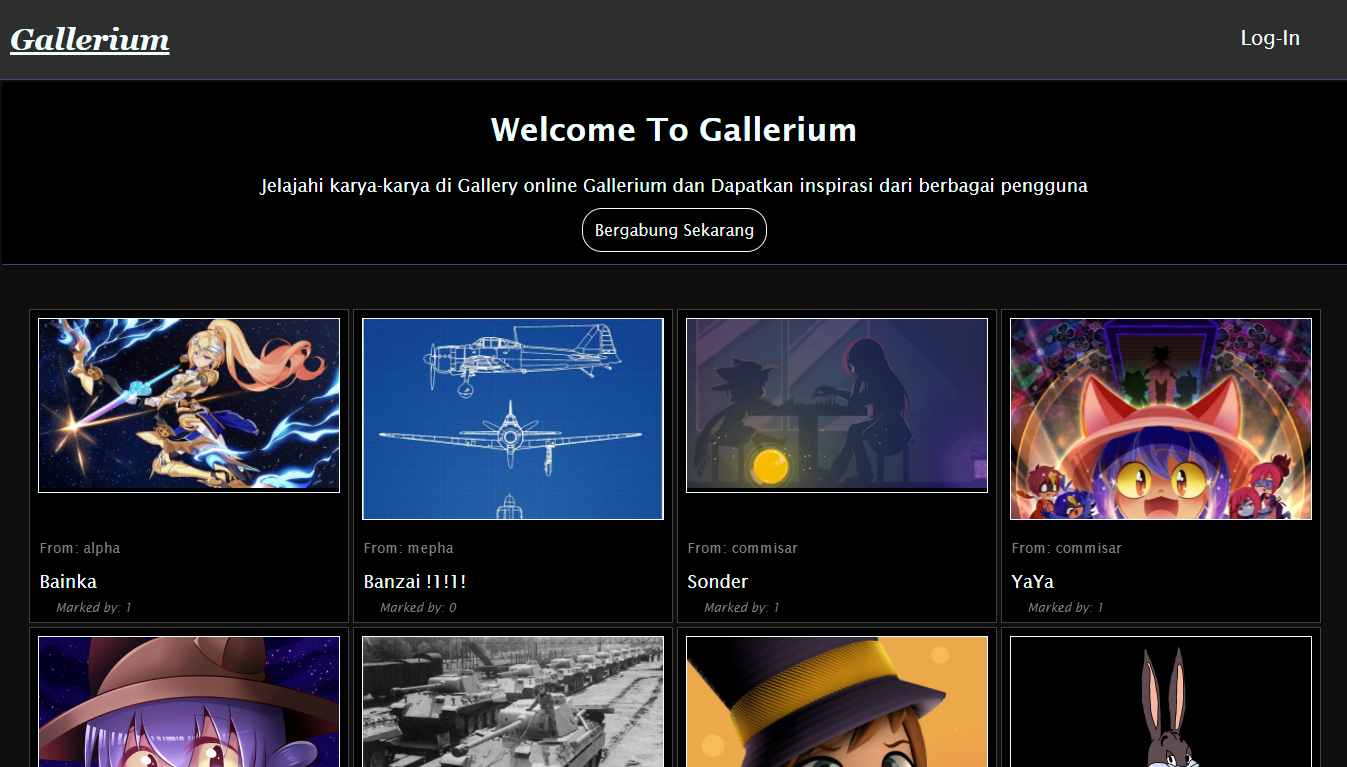 Gallerium
Log-In
Welcome To Gallerium
Jelajahi karya-karya di Gallery online Gallerium dan Dapatkan inspirasi dari berbagai pengguna
Bergabung Sekarang
From: alpha
Bainka
Marked by: 1
From: mepha
Banzai !1!1!
Marked by: 0
From: commisar
Sonder
Marked by: 1
From: commisar
YaYa
Marked by: 1